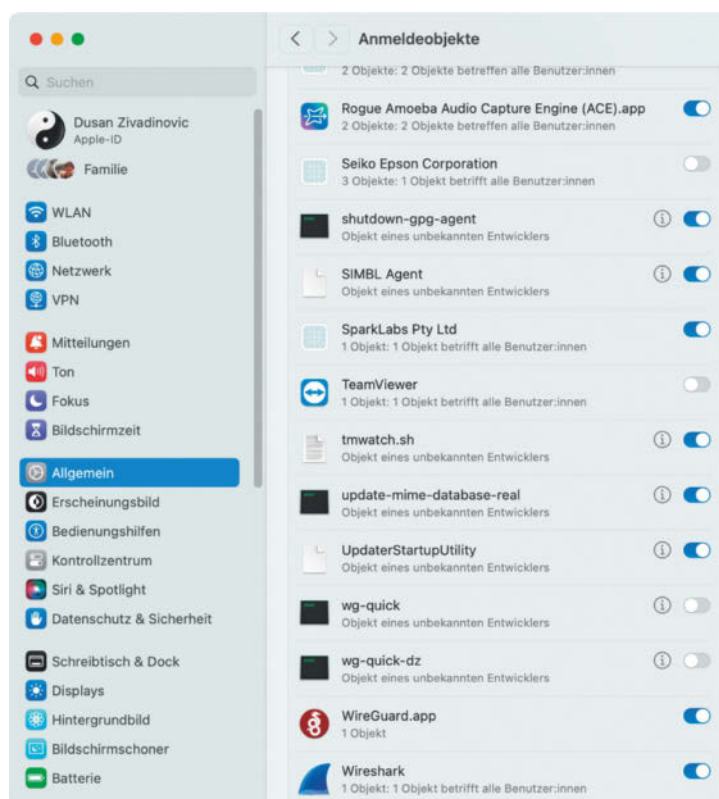 Anmeldeobjekte
Suchen
Dusan Zivadinovic
Apple-ID
Familie
WLAN
Bluetooth
Netzwerk
VPN
Mitteilungen
Ton
Fokus
Bildschirmzeit
Allgemein
Erscheinungsbild
Bedienungshilfen
Kontrollzentrum
Siri & Spotlight
Datenschutz & Sicherheit
Schreibtisch & Dock
Displays
Hintergrundbild
Bildschirmschoner
Batterie
2 Objekte: 2 Objekte betreffen alle Benutzer:innen
Rogue Amoeba Audio Capture Engine (ACE).app
2 Objekte: 2 Objekte betreffen alle Benutzer:innen
Seiko Epson Corporation
3 Objekte: 1 Objekt betrifft alle Benutzer:innen
shutdown-gpg-agent
Objekt eines unbekannten Entwicklers
SIMBL Agent
Objekt eines unbekannten Entwicklers
SparkLabs Pty Ltd
1 Objekt: 1 Objekt betrifft alle Benutzer:innen
TeamViewer
1 Objekt: 1 Objekt betrifft alle Benutzer:innen
tmwatch.sh
Objekt eines unbekannten Entwicklers
update-mime-database-real
Objekt eines unbekannten Entwicklers
UpdaterStartupUtility
Objekt eines unbekannten Entwicklers
wg-quick
Objekt eines unbekannten Entwicklers
wg-quick-dz
Objekt eines unbekannten Entwicklers
WireGuard.app
1 Objekt
Wireshark
1 Objekt: 1 Objekt betrifft alle Benutzer:innen